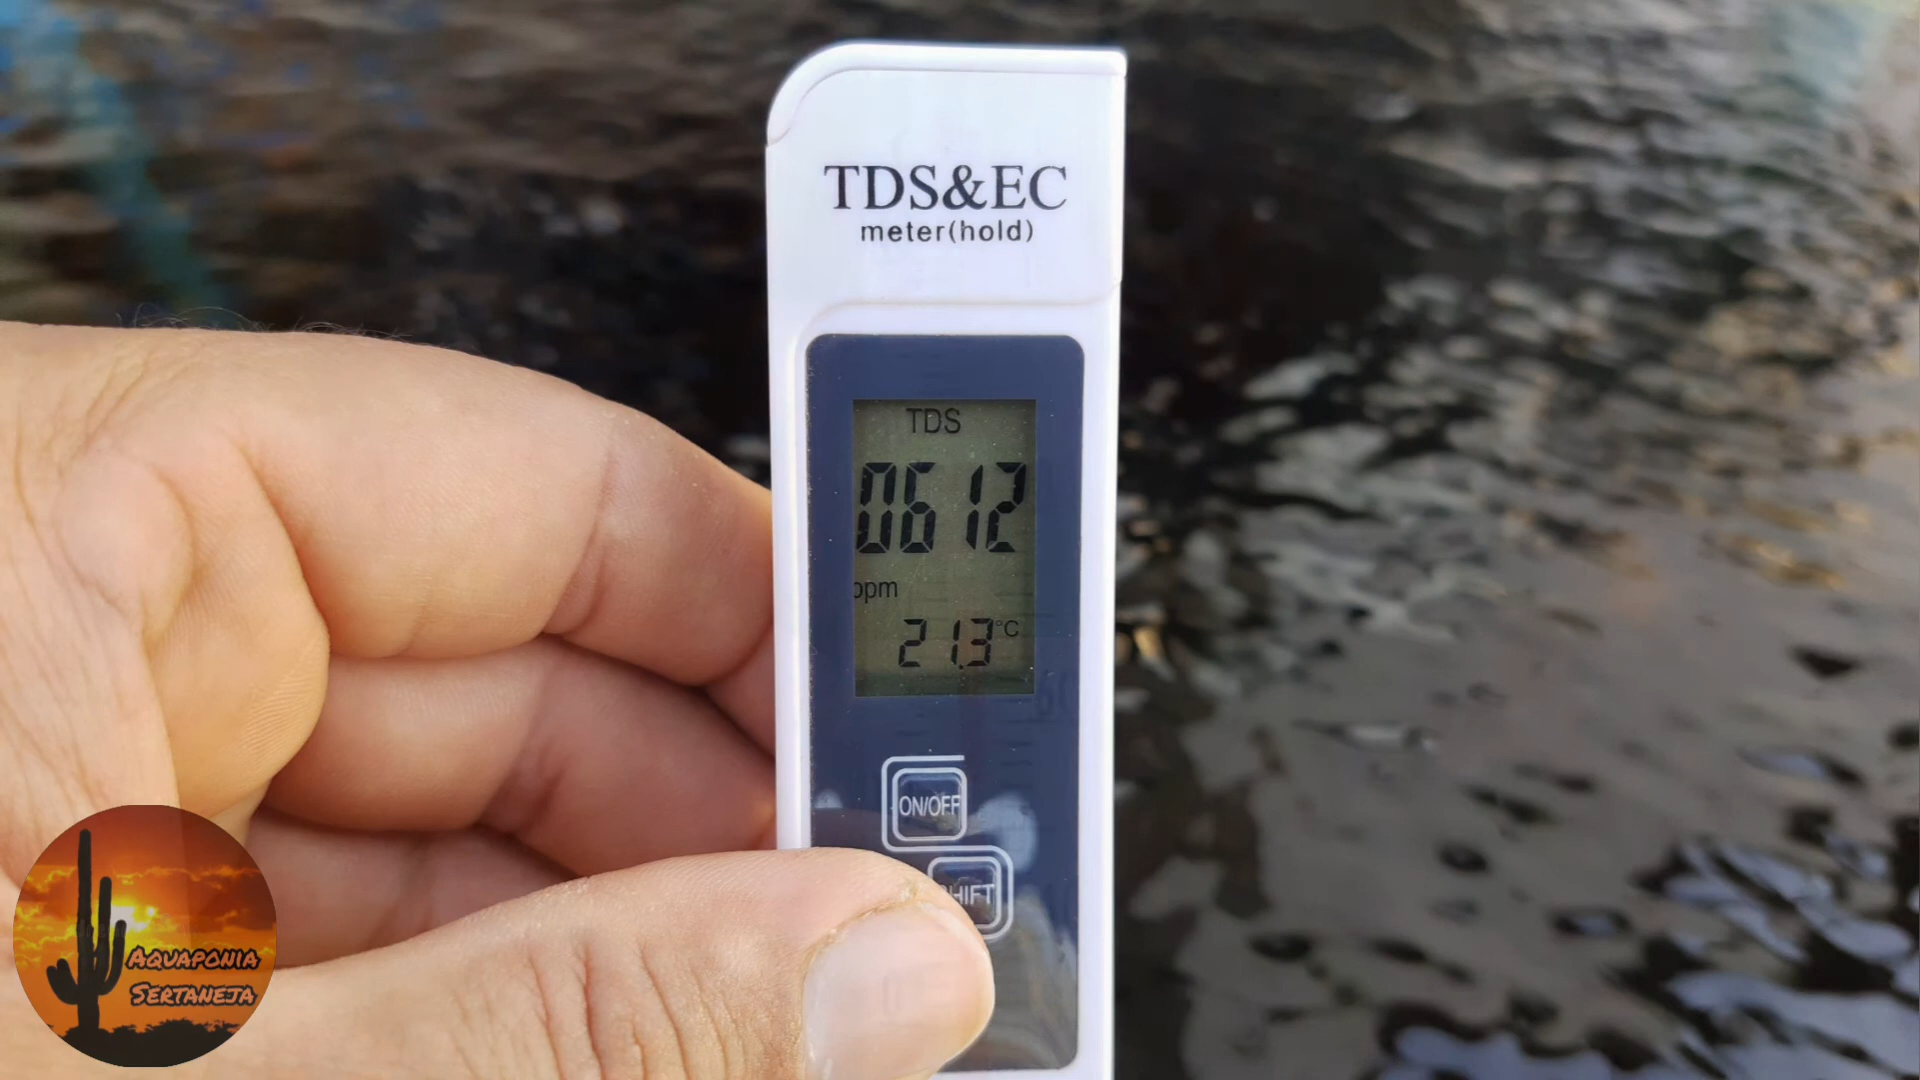 TDS&EC
meter(hold)
TDS
0612
ppm
21.3°C
ON/OFF
SHIFT
AQUAPONIA
SERTANEJA